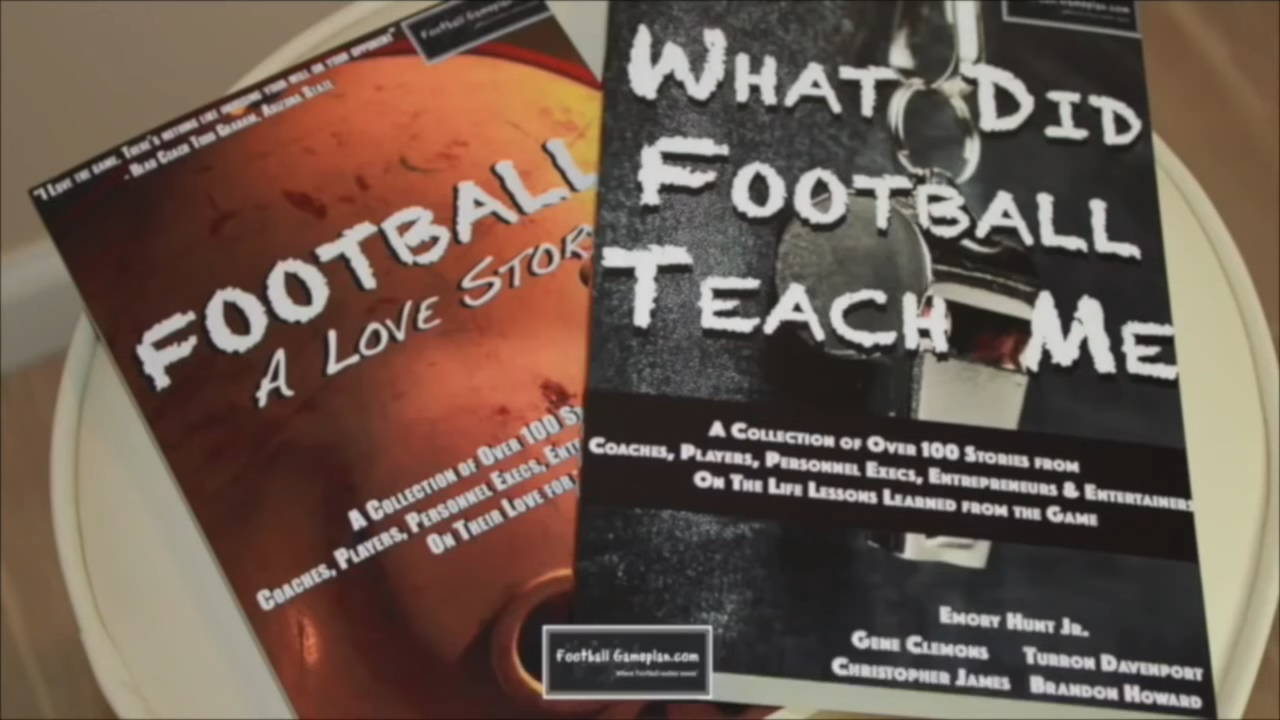 Football Gameplan
"I Love the game. There's nothing like imposing your will on your opponent"
- Head Coach Todd Graham, Arizona State
FOOTBALL
A Love Stor
A Collection of Over 100 S
Coaches, Players, Personnel Execs, Ent
On Their Love for
What Did
Football
Teach Me
A Collection of Over 100 Stories from
Coaches, Players, Personnel Execs, Entrepreneurs & Entertainers
On The Life Lessons Learned from the Game
Emory Hunt Jr.
Gene Clemons Turron Davenport
Christopher James Brandon Howard
Football Gameplan.com